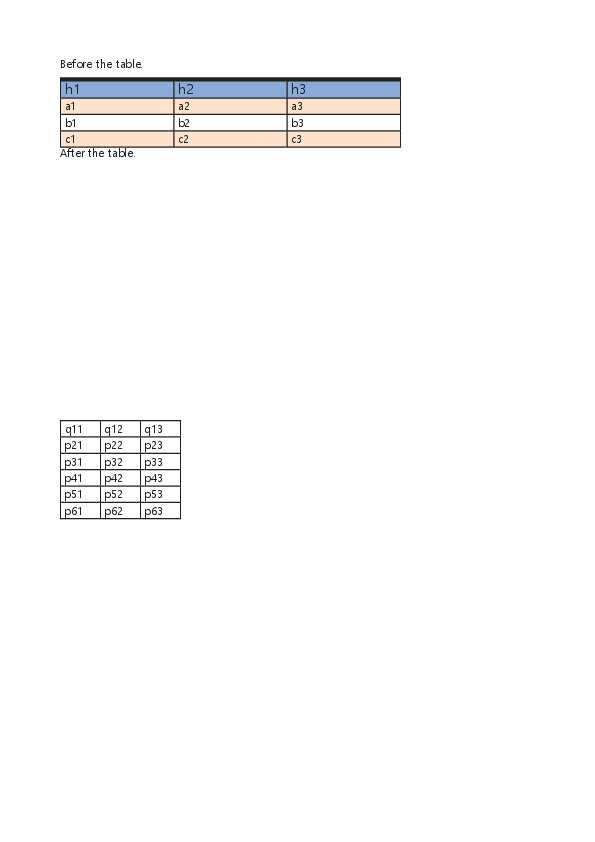 Before the table.
h1 h2 h3
a1 a2 a3
b1 b2 b3
c1 c2 c3
After the table.
q11 q12 q13
p21 p22 p23
p31 p32 p33
p41 p42 p43
p51 p52 p53
p61 p62 p63